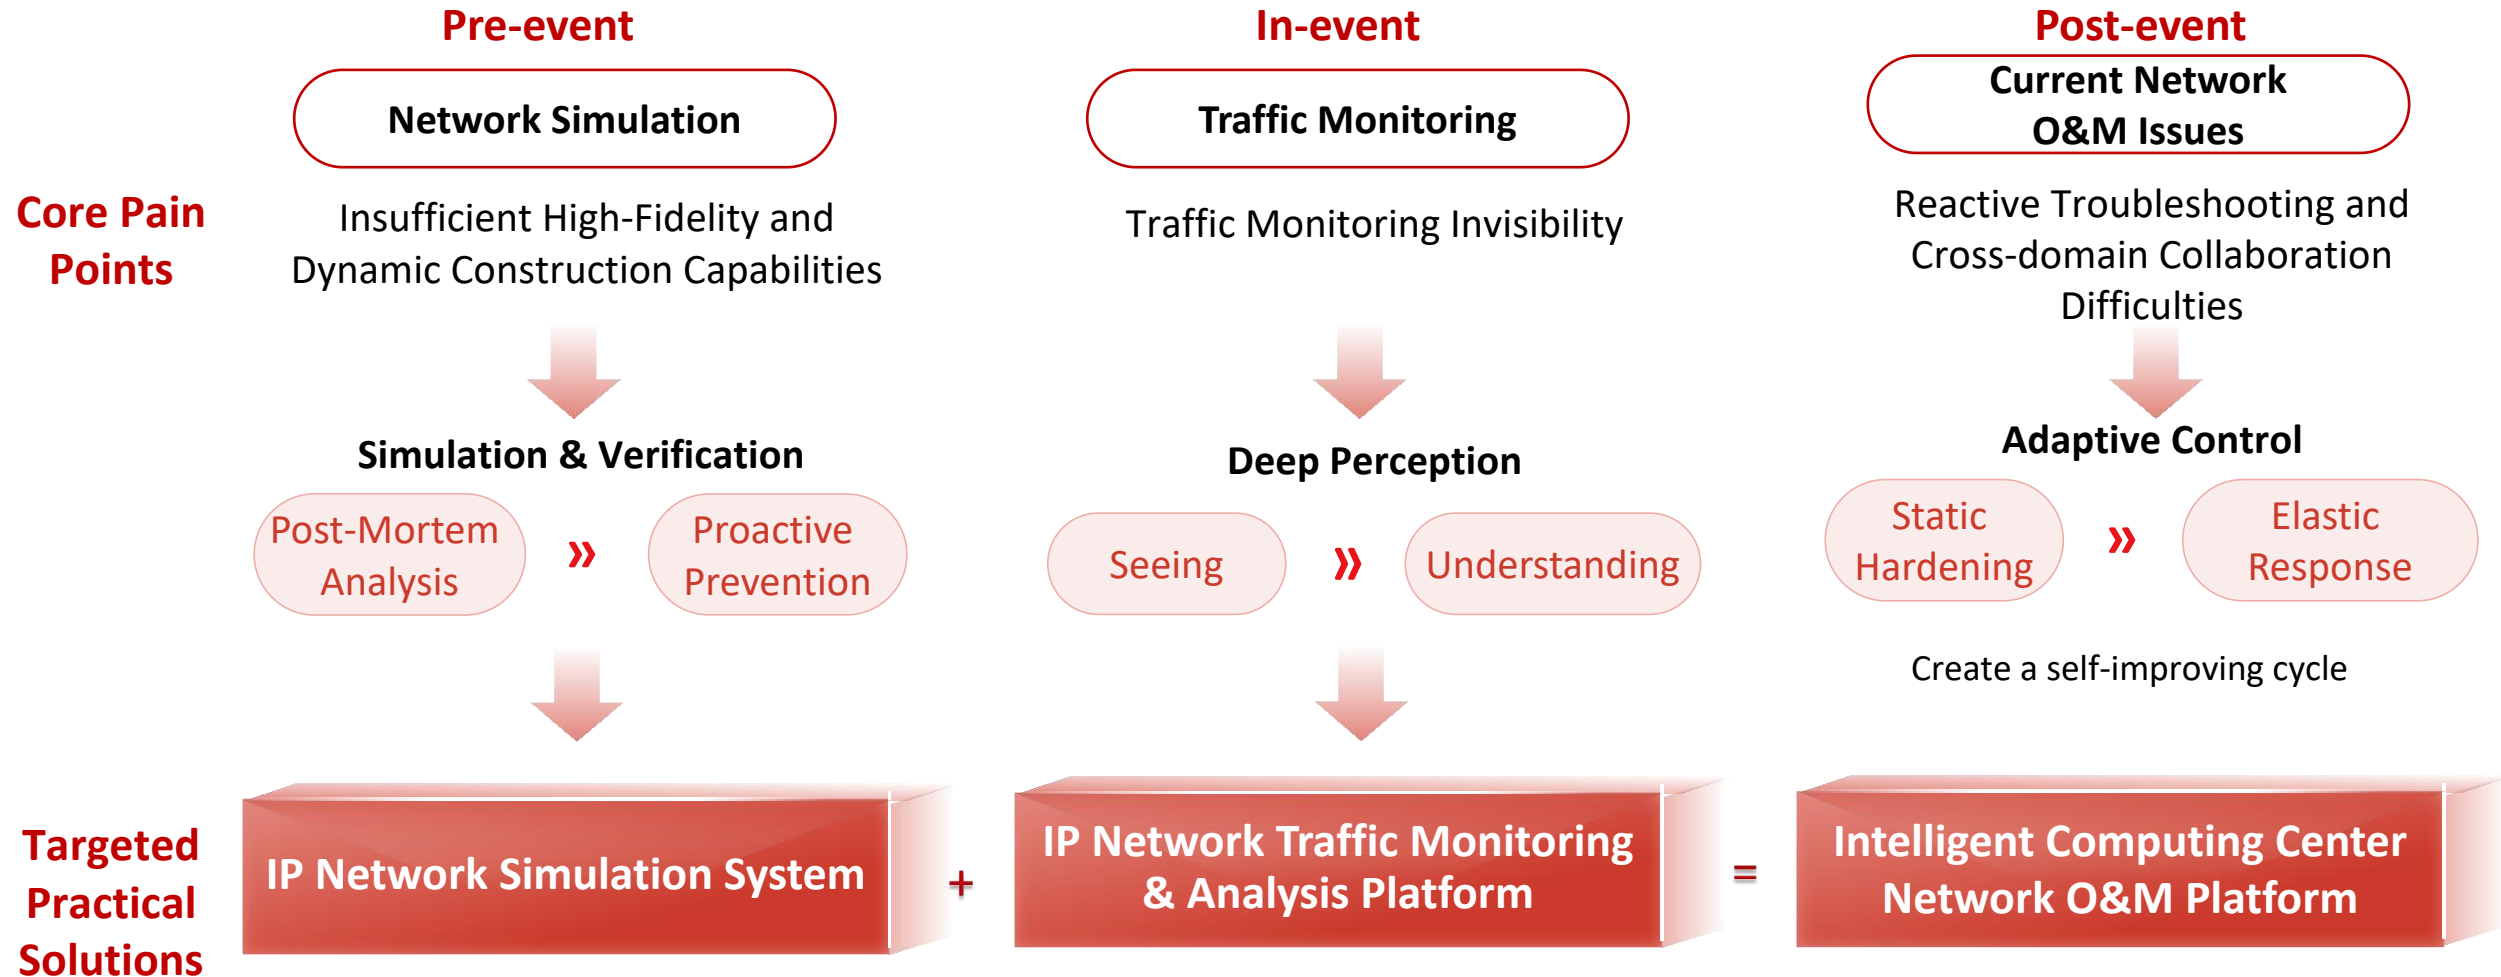 Pre-event
In-event
Post-event
Network Simulation
Traffic Monitoring
Current Network
O&M Issues
Core Pain
Points
Insufficient High-Fidelity and
Dynamic Construction Capabilities
Traffic Monitoring Invisibility
Reactive Troubleshooting and
Cross-domain Collaboration
Difficulties
Simulation & Verification
Deep Perception
Adaptive Control
Post-Mortem
Analysis
»
Proactive
Prevention
Seeing
»
Understanding
Static
Hardening
»
Elastic
Response
Create a self-improving cycle
Targeted
Practical
Solutions
IP Network Simulation System
+
IP Network Traffic Monitoring
& Analysis Platform
=
Intelligent Computing Center
Network O&M Platform